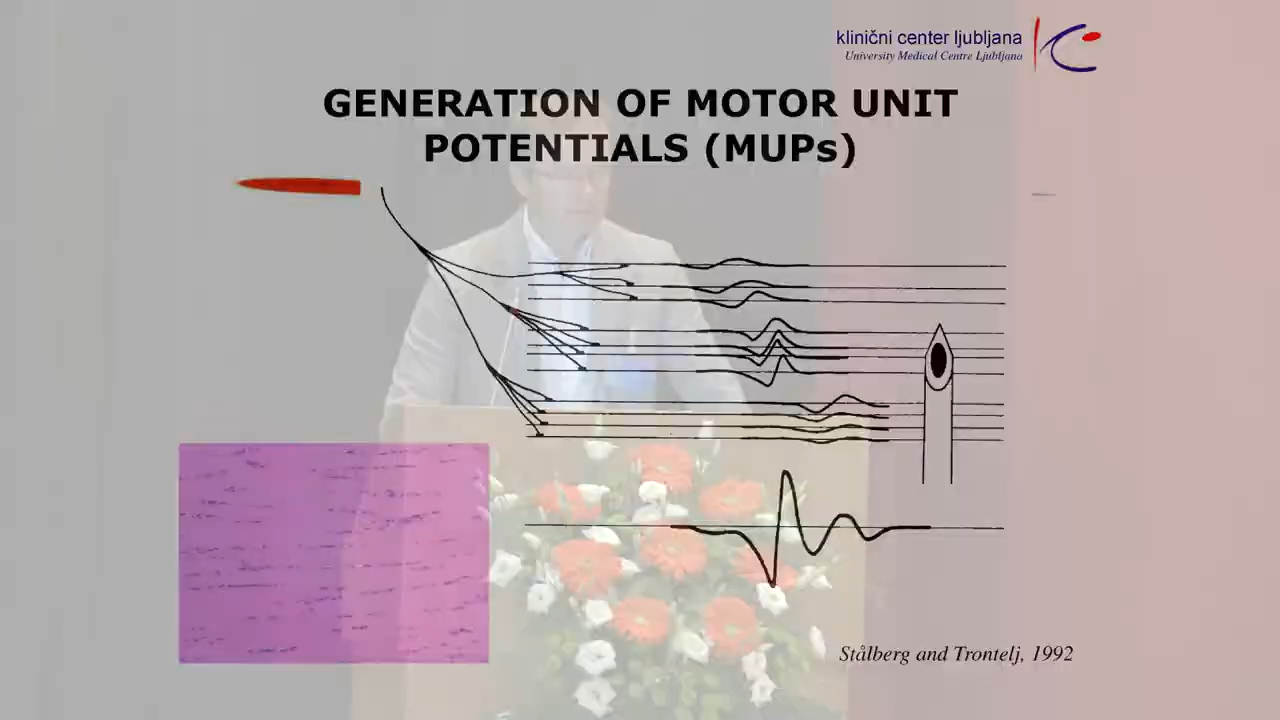 klinični center ljubljana
University Medical Centre Ljubljana
GENERATION OF MOTOR UNIT
POTENTIALS (MUPs)
Stålberg and Trontelj, 1992